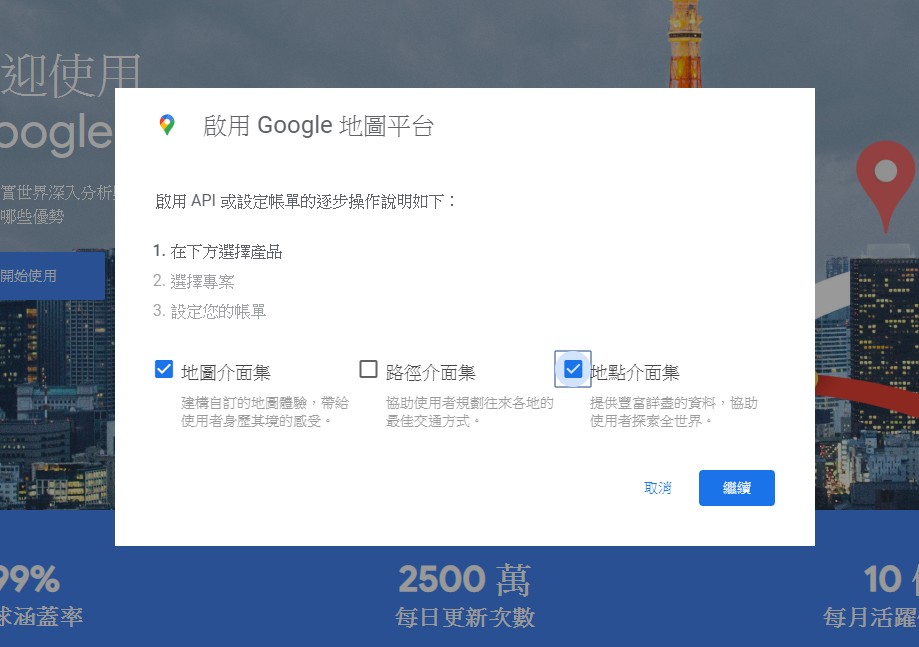 迎使用
oogle
實世界深入分析
哪些優勢
開始使用
啟用 Google 地圖平台
啟用 API 或設定帳單的逐步操作說明如下：
1. 在下方選擇產品
2. 選擇專案
3. 設定您的帳單
地圖介面集
建構自訂的地圖體驗，帶給
使用者身歷其境的感受。
路徑介面集
協助使用者規劃往來各地的
最佳交通方式。
地點介面集
提供豐富詳盡的資料，協助
使用者探索全世界。
取消
繼續
99%
球涵蓋率
2500 萬
每日更新次數
10
每月活躍